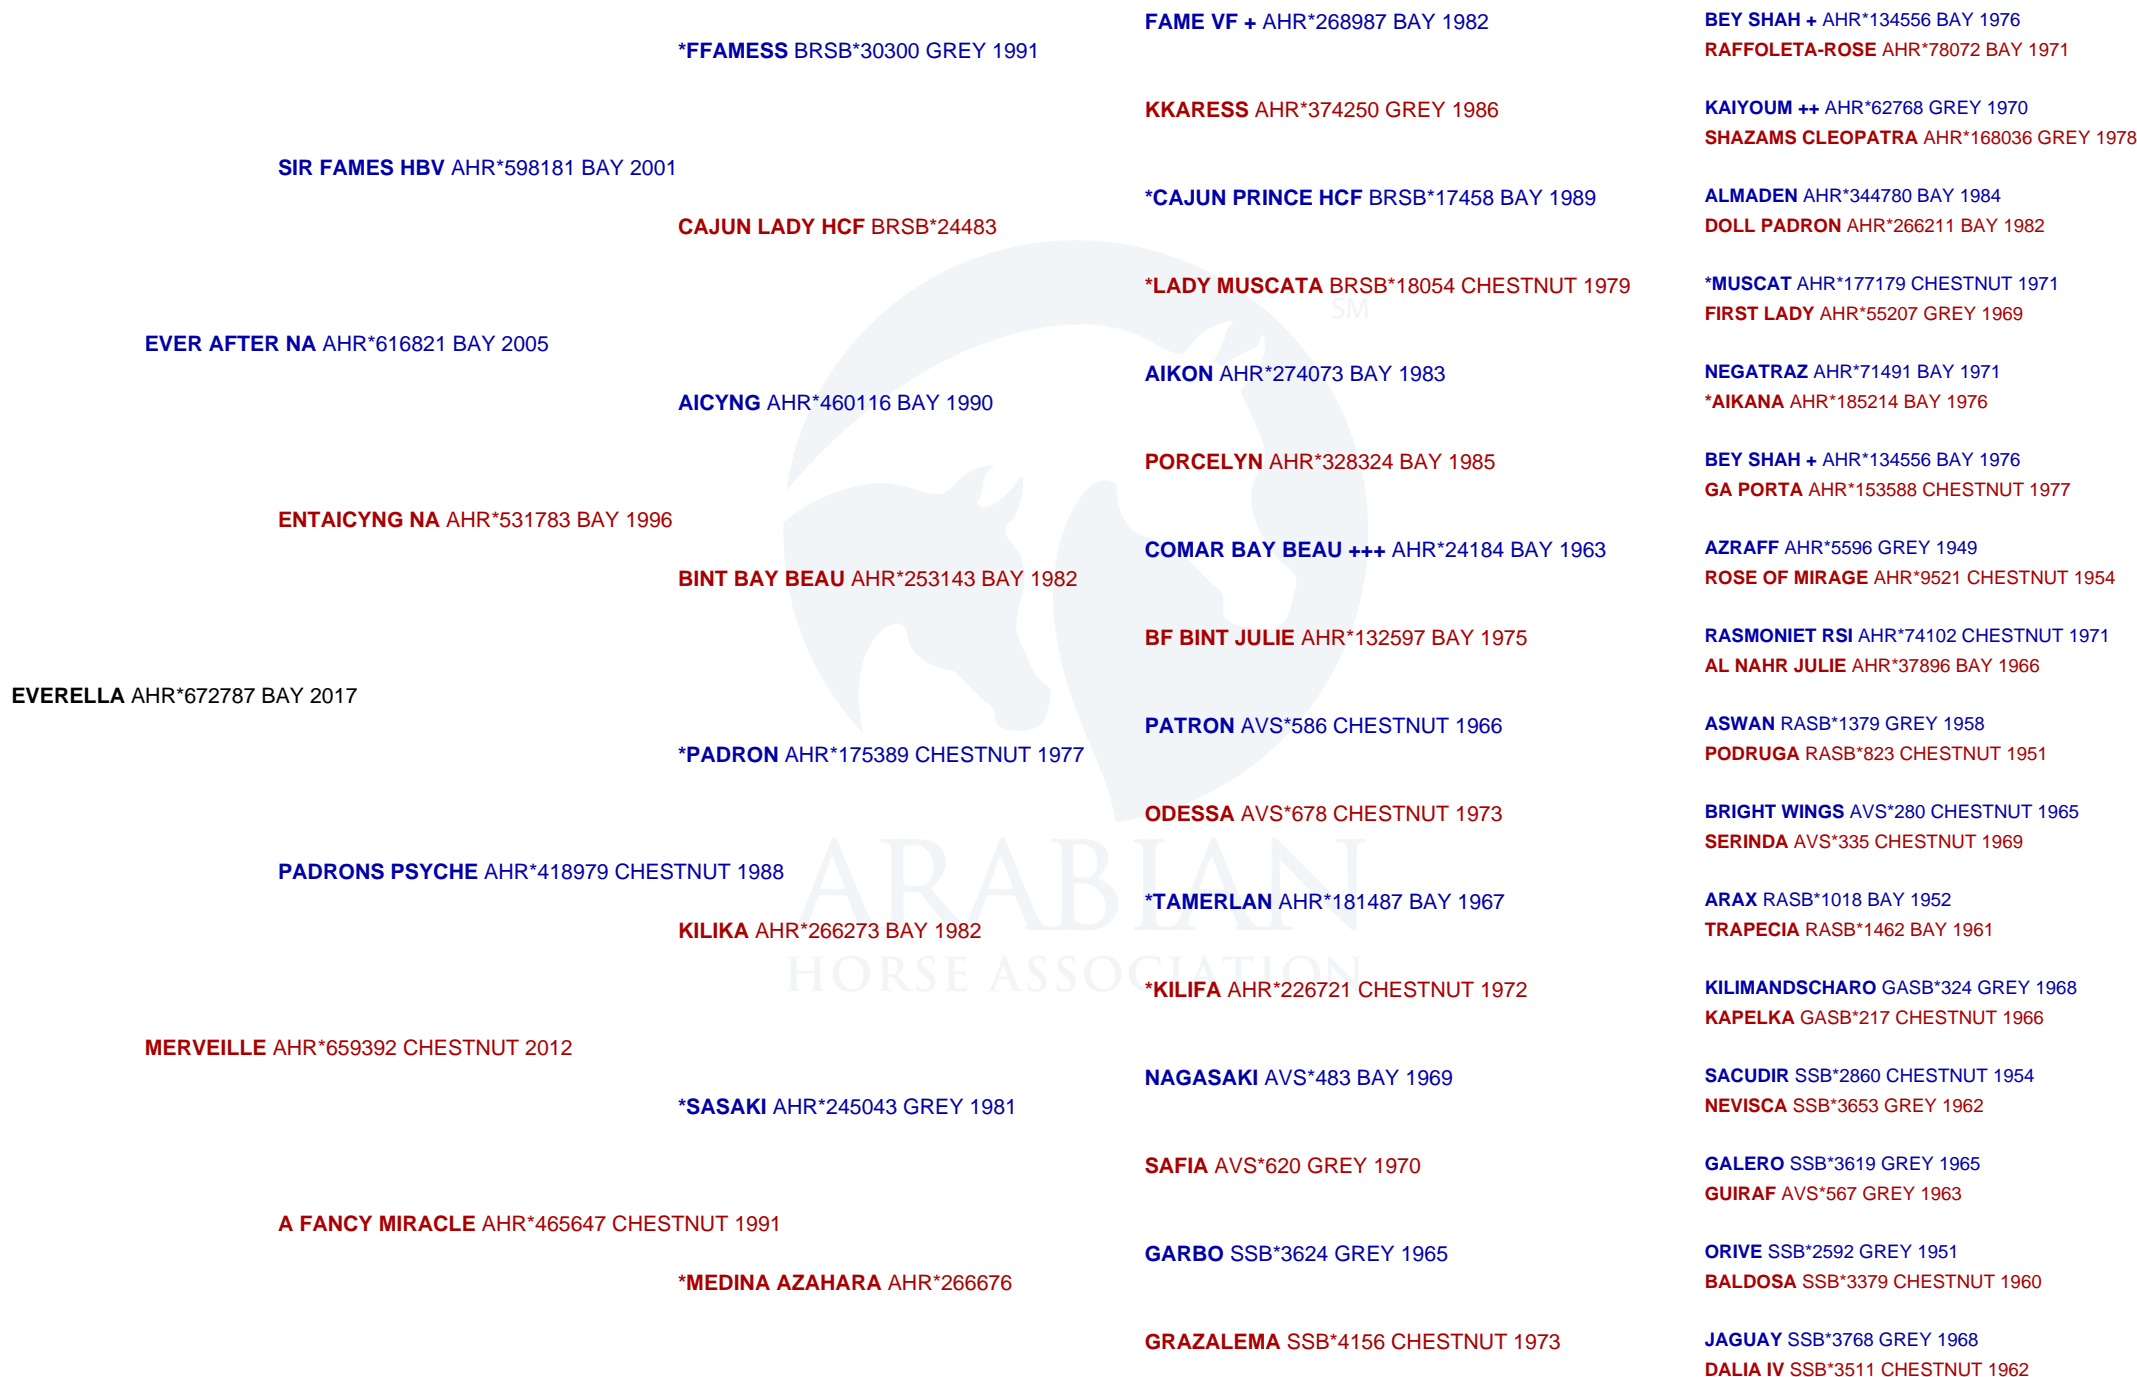 FAME VF + AHR*268987 BAY 1982
BEY SHAH + AHR*134556 BAY 1976
*FFAMESS BRSB*30300 GREY 1991
RAFFOLETA-ROSE AHR*78072 BAY 1971
KKARESS AHR*374250 GREY 1986
KAIYOUM ++ AHR*62768 GREY 1970
SHAZAMS CLEOPATRA AHR*168036 GREY 1978
SIR FAMES HBV AHR*598181 BAY 2001
*CAJUN PRINCE HCF BRSB*17458 BAY 1989
ALMADEN AHR*344780 BAY 1984
CAJUN LADY HCF BRSB*24483
DOLL PADRON AHR*266211 BAY 1982
*LADY MUSCATA BRSB*18054 CHESTNUT 1979
*MUSCAT AHR*177179 CHESTNUT 1971
SM
FIRST LADY AHR*55207 GREY 1969
EVER AFTER NA AHR*616821 BAY 2005
AIKON AHR*274073 BAY 1983
NEGATRAZ AHR*71491 BAY 1971
AICYNG AHR*460116 BAY 1990
*AIKANA AHR*185214 BAY 1976
PORCELYN AHR*328324 BAY 1985
BEY SHAH + AHR*134556 BAY 1976
GA PORTA AHR*153588 CHESTNUT 1977
ENTAICYNG NA AHR*531783 BAY 1996
COMAR BAY BEAU +++ AHR*24184 BAY 1963
AZRAFF AHR*5596 GREY 1949
BINT BAY BEAU AHR*253143 BAY 1982
ROSE OF MIRAGE AHR*9521 CHESTNUT 1954
BF BINT JULIE AHR*132597 BAY 1975
RASMONIET RSI AHR*74102 CHESTNUT 1971
AL NAHR JULIE AHR*37896 BAY 1966
EVERELLA AHR*672787 BAY 2017
PATRON AVS*586 CHESTNUT 1966
ASWAN RASB*1379 GREY 1958
*PADRON AHR*175389 CHESTNUT 1977
PODRUGA RASB*823 CHESTNUT 1951
ODESSA AVS*678 CHESTNUT 1973
BRIGHT WINGS AVS*280 CHESTNUT 1965
SERINDA AVS*335 CHESTNUT 1969
PADRONS PSYCHE AHR*418979 CHESTNUT 1988
ARABIAN
*TAMERLAN AHR*181487 BAY 1967
ARAX RASB*1018 BAY 1952
KILIKA AHR*266273 BAY 1982
TRAPECIA RASB*1462 BAY 1961
HORSE ASSOCIATION
*KILIFA AHR*226721 CHESTNUT 1972
KILIMANDSCHARO GASB*324 GREY 1968
KAPELKA GASB*217 CHESTNUT 1966
MERVEILLE AHR*659392 CHESTNUT 2012
NAGASAKI AVS*483 BAY 1969
SACUDIR SSB*2860 CHESTNUT 1954
*SASAKI AHR*245043 GREY 1981
NEVISCA SSB*3653 GREY 1962
SAFIA AVS*620 GREY 1970
GALERO SSB*3619 GREY 1965
GUIRAF AVS*567 GREY 1963
A FANCY MIRACLE AHR*465647 CHESTNUT 1991
GARBO SSB*3624 GREY 1965
ORIVE SSB*2592 GREY 1951
*MEDINA AZAHARA AHR*266676
BALDOSA SSB*3379 CHESTNUT 1960
GRAZALEMA SSB*4156 CHESTNUT 1973
JAGUAY SSB*3768 GREY 1968
DALIA IV SSB*3511 CHESTNUT 1962